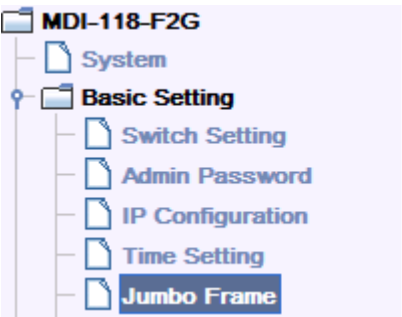 MDI-118-F2G
System
Basic Setting
Switch Setting
Admin Password
IP Configuration
Time Setting
Jumbo Frame